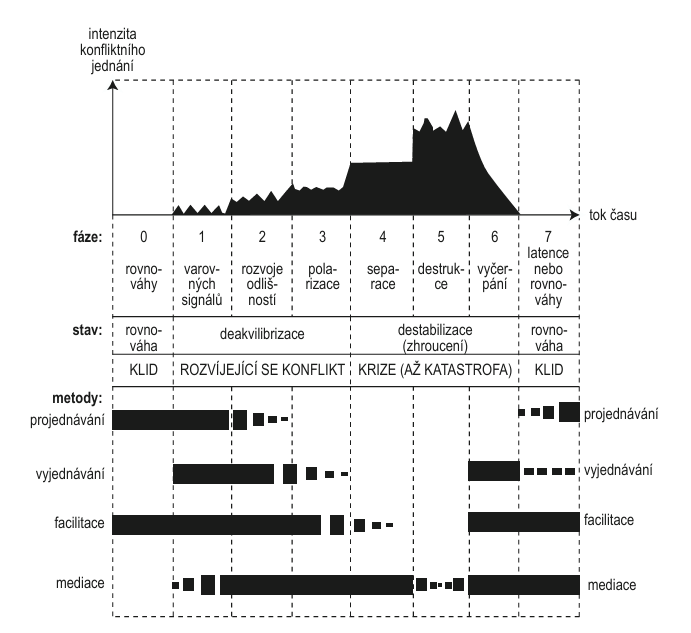 intenzita
konfliktního
jednání
tok času
fáze: 0 1 2 3 4 5 6 7
rovno-
váhy
varov-
ných
signálů
rozvoje
odliš-
ností
pola-
rizace
sepa-
race
destruk-
ce
vyčer-
pání
latence
nebo
rovno-
váhy
stav:
rovno-
váha
deakvilibrizace
destabilizace
(zhroucení)
rovno-
váha
KLID ROZVÍJEJÍCÍ SE KONFLIKT KRIZE (AŽ KATASTROFA) KLID
metody:
projednávání projednávání
vyjednávání vyjednávání
facilitace facilitace
mediace mediace